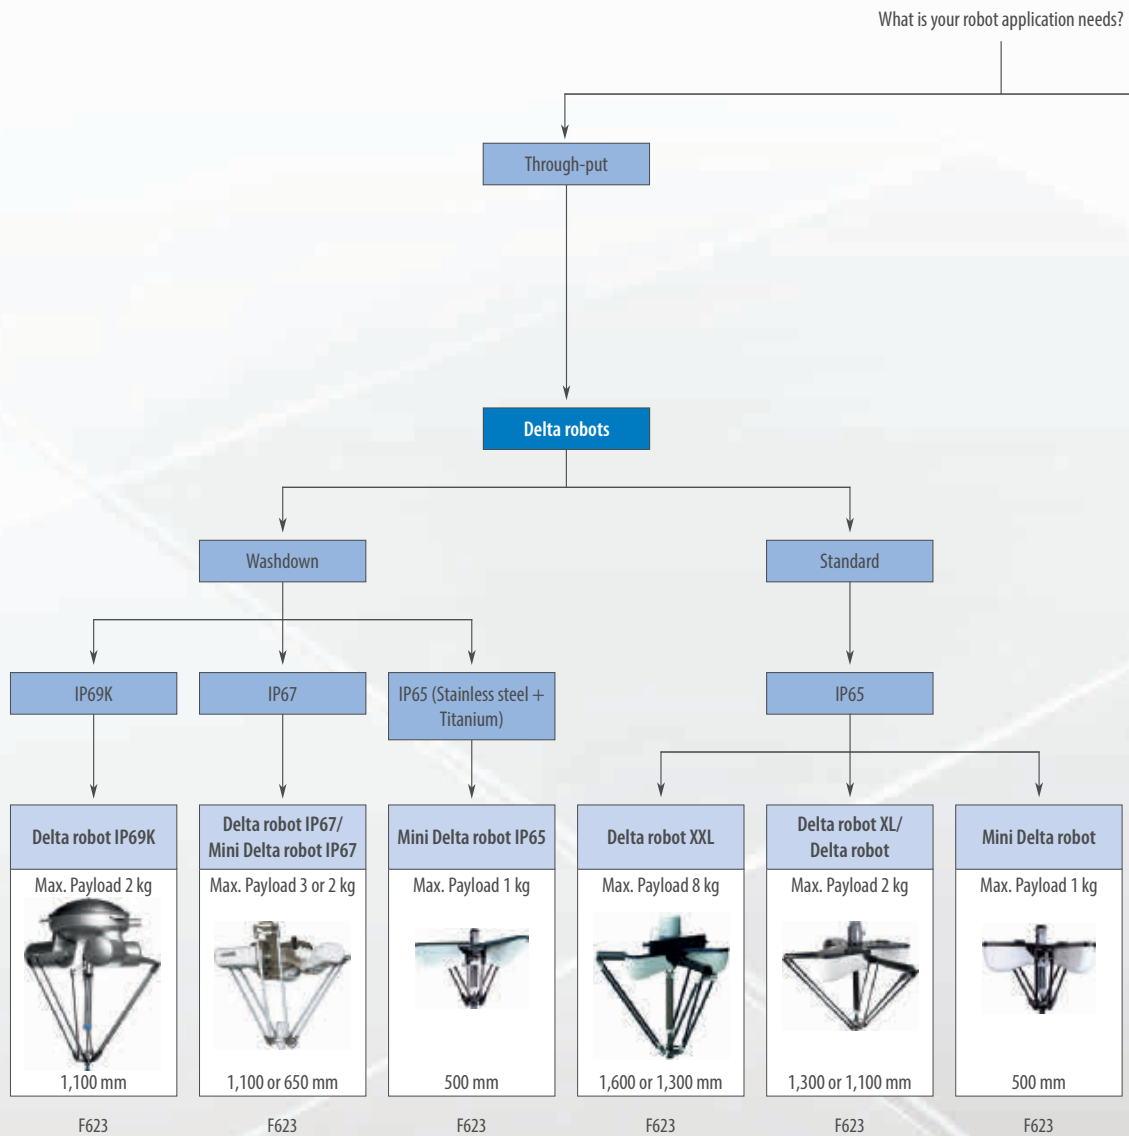 What is your robot application needs?
Through-put
Delta robots
Washdown
Standard
IP69K
IP67
IP65 (Stainless steel +
Titanium)
IP65
Delta robot IP69K
Max. Payload 2 kg
1,100 mm
F623
Delta robot IP67/
Mini Delta robot IP67
Max. Payload 3 or 2 kg
1,100 or 650 mm
F623
Mini Delta robot IP65
Max. Payload 1 kg
500 mm
F623
Delta robot XXL
Max. Payload 8 kg
1,600 or 1,300 mm
F623
Delta robot XL/
Delta robot
Max. Payload 2 kg
1,300 or 1,100 mm
F623
Mini Delta robot
Max. Payload 1 kg
500 mm
F623